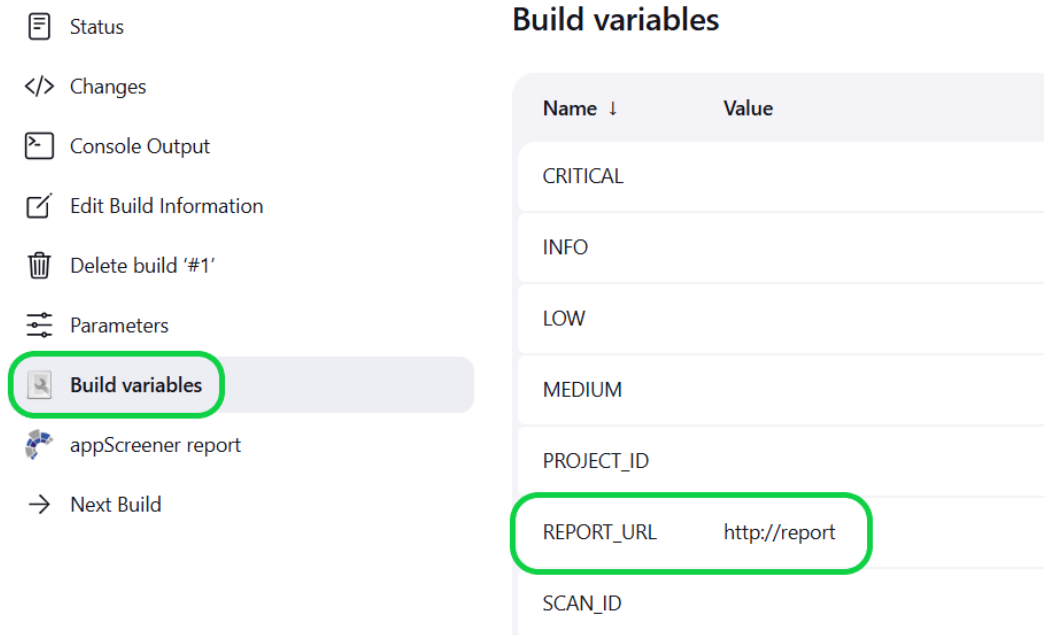 Status
Changes
Console Output
Edit Build Information
Delete build ‘#1’
Parameters
Build variables
appScreener report
Next Build
Build variables
Name ↓ Value
CRITICAL
INFO
LOW
MEDIUM
PROJECT_ID
REPORT_URL http://report
SCAN_ID